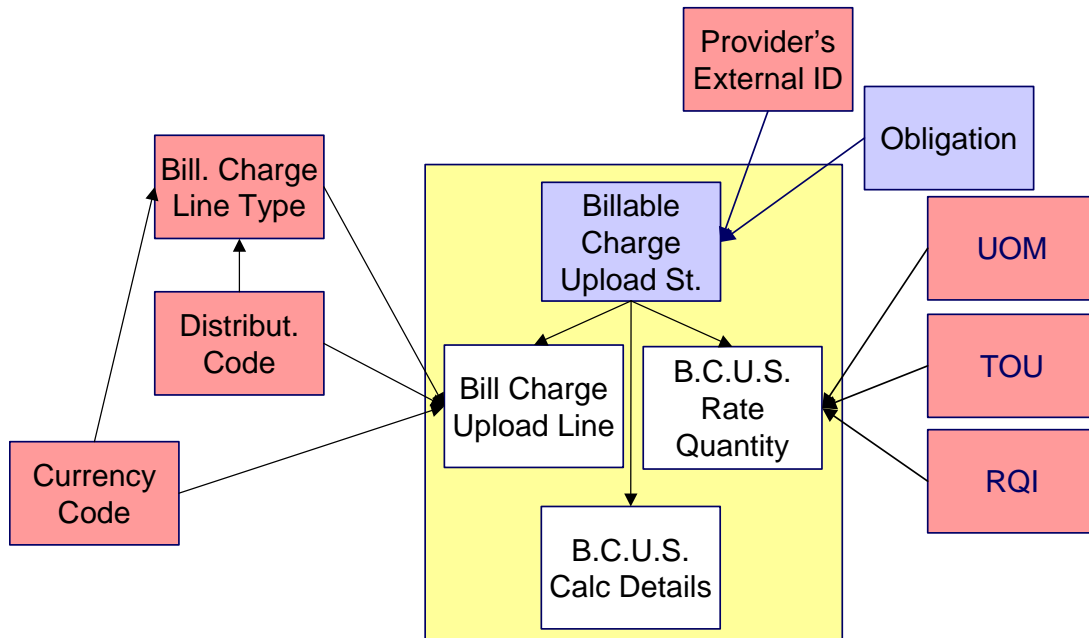 Provider’s
External ID
Obligation
Bill. Charge
Line Type
Billable
Charge
Upload St.
UOM
Distribut.
Code
Bill Charge
Upload Line
B.C.U.S.
Rate
Quantity
TOU
Currency
Code
RQI
B.C.U.S.
Calc Details